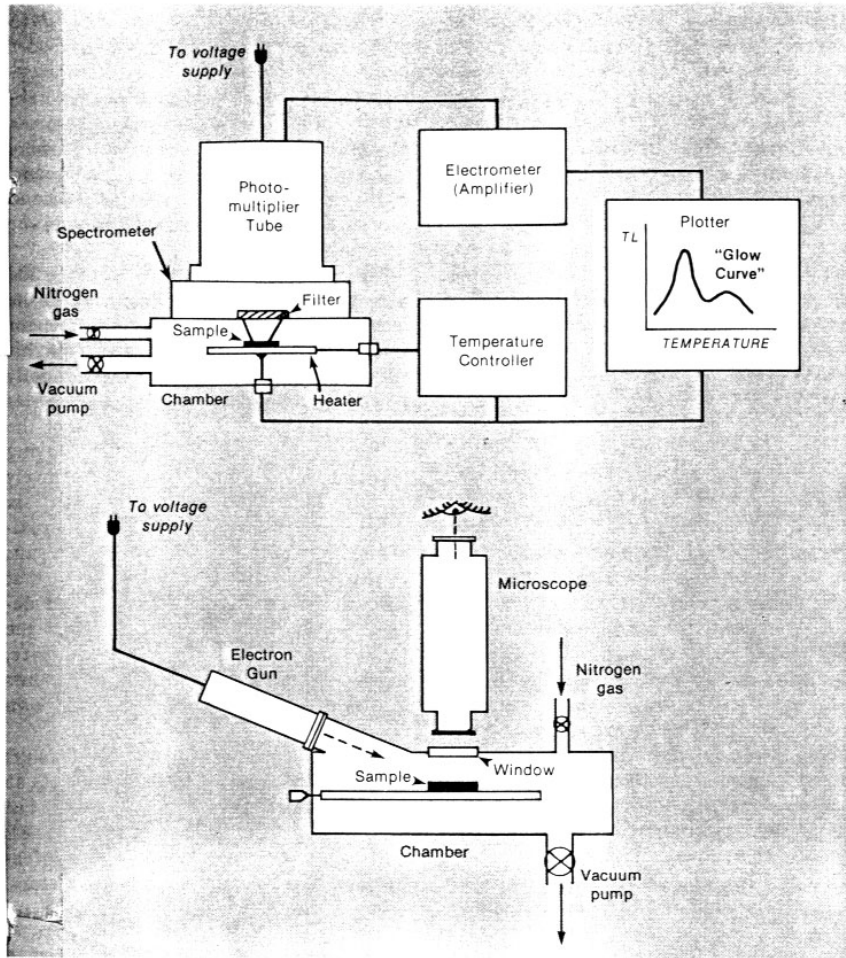 To voltage
supply
Photo-
multiplier
Tube
Electrometer
(Amplifier)
Plotter
TL
"Glow
Curve"
TEMPERATURE
Spectrometer
Nitrogen
gas
Filter
Sample
Temperature
Controller
Vacuum
pump
Chamber
Heater
To voltage
supply
Microscope
Electron
Gun
Nitrogen
gas
Window
Sample
Chamber
Vacuum
pump